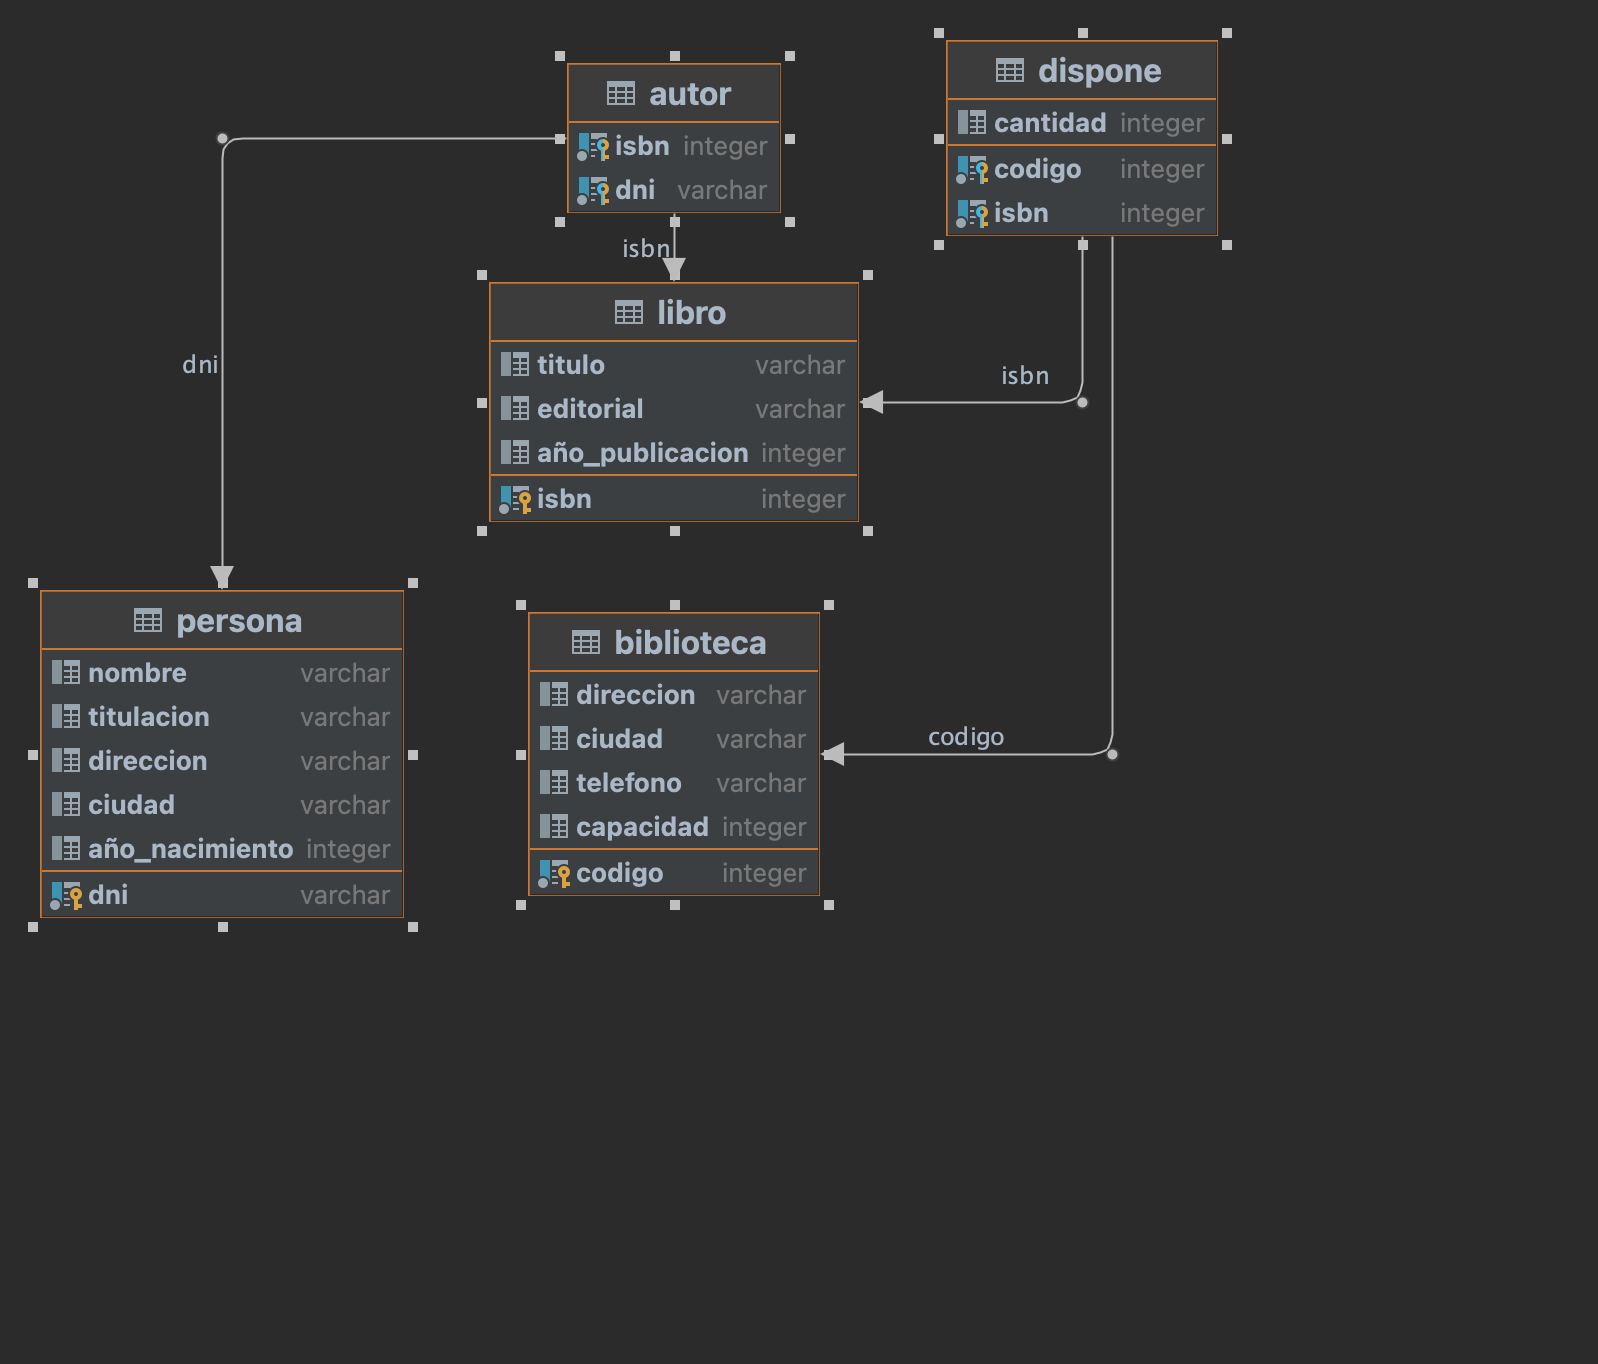 autor
isbn integer
dni varchar
dispone
cantidad integer
codigo integer
isbn integer
isbn
libro
titulo varchar
editorial varchar
año_publicacion integer
isbn integer
dni
isbn
persona
nombre varchar
titulacion varchar
direccion varchar
ciudad varchar
año_nacimiento integer
dni varchar
biblioteca
direccion varchar
ciudad varchar
telefono varchar
capacidad integer
codigo integer
codigo